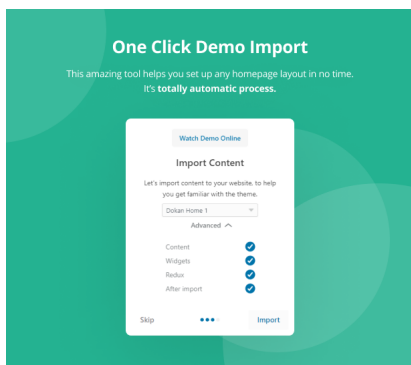 One Click Demo Import
This amazing tool helps you set up any homepage layout in no time.
It's totally automatic process.
Watch Demo Online
Import Content
Let's import content to your website, to help
you get familiar with the theme.
Dokan Home 1
Advanced
Content
Widgets
Redux
After import
Skip
Import